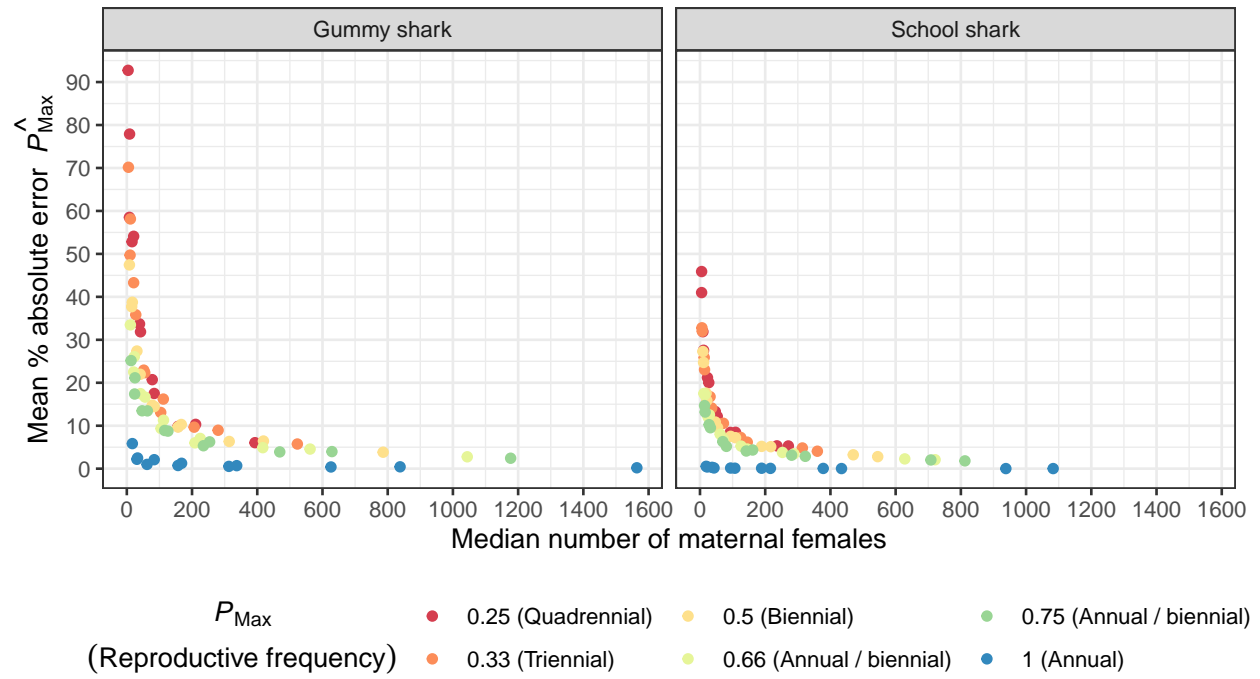 Gummy shark
School shark
Mean % absolute error P̂Max
90
80
70
60
50
40
30
20
10
0
0 200 400 600 800 1000 1200 1400 1600
0 200 400 600 800 1000 1200 1400 1600
Median number of maternal females
PMax
(Reproductive frequency)
0.25 (Quadrennial)
0.33 (Triennial)
0.5 (Biennial)
0.66 (Annual / biennial)
0.75 (Annual / biennial)
1 (Annual)